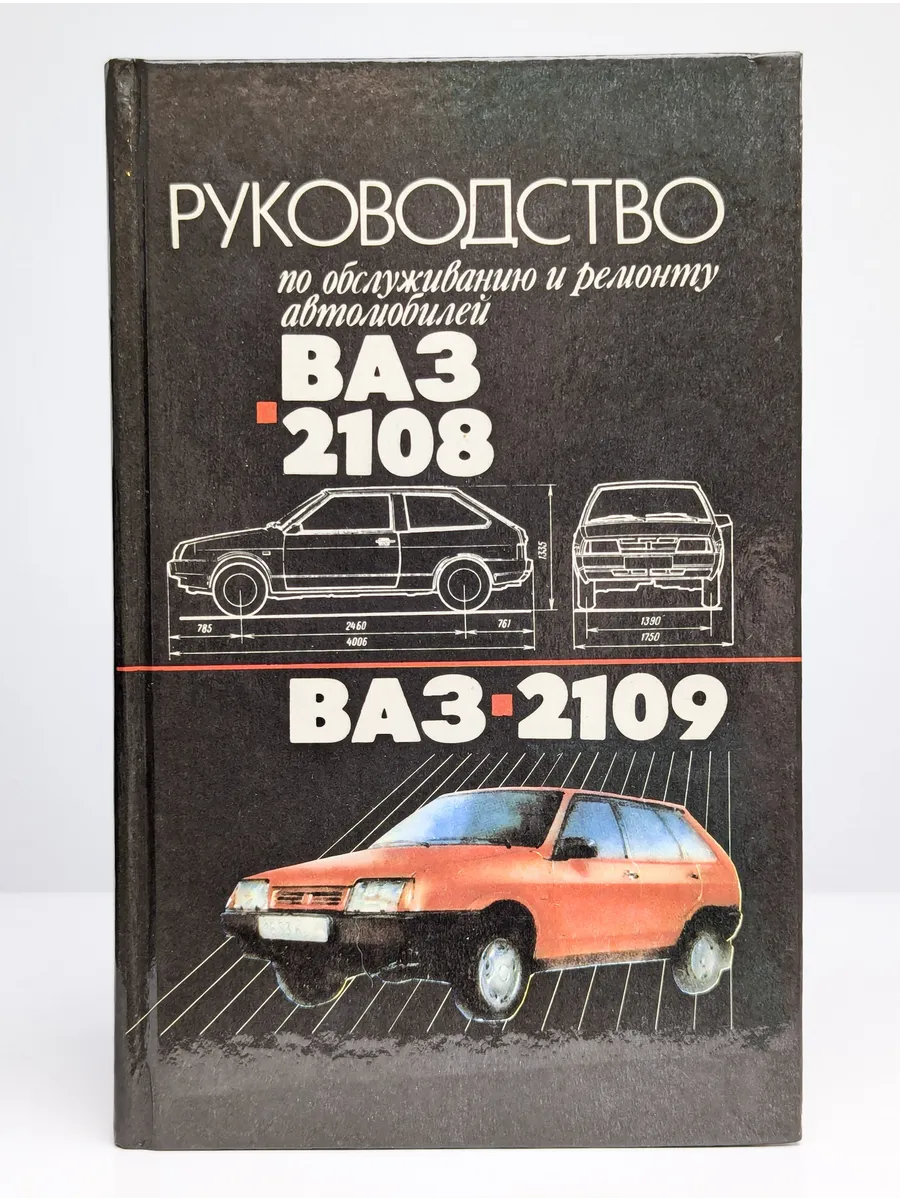 РУКОВОДСТВО
по обслуживанию и ремонту
автомобилей
ВАЗ
2108
1335
785 2460 761 1390
4006 1750
ВАЗ 2109